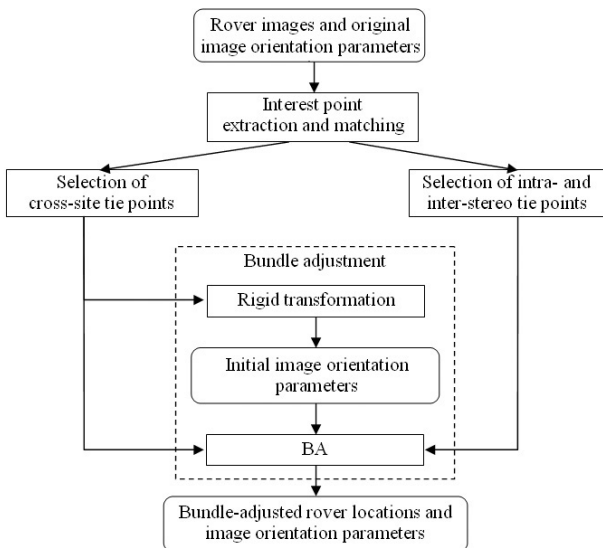 Rover images and original
image orientation parameters
Interest point
extraction and matching
Selection of
cross-site tie points
Selection of intra- and
inter-stereo tie points
Bundle adjustment
Rigid transformation
Initial image orientation
parameters
BA
Bundle-adjusted rover locations and
image orientation parameters